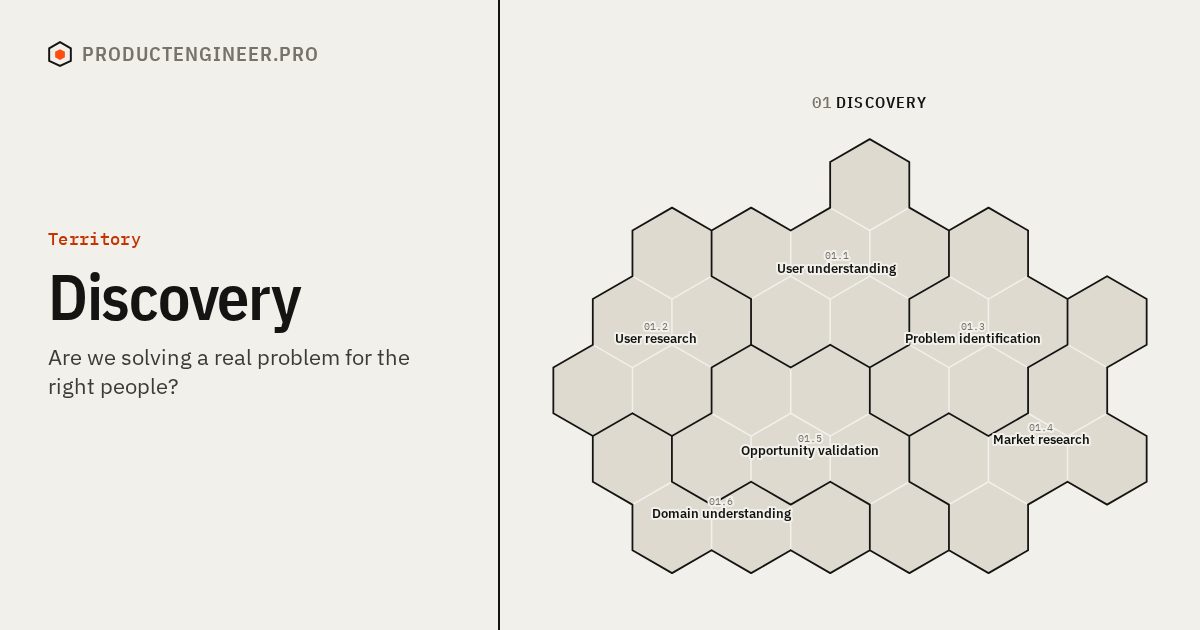 PRODUCTENGINEER.PRO
Territory
Discovery
Are we solving a real problem for the
right people?
01 DISCOVERY
01.1
User understanding
01.2
User research
01.3
Problem identification
01.4
Market research
01.5
Opportunity validation
01.6
Domain understanding